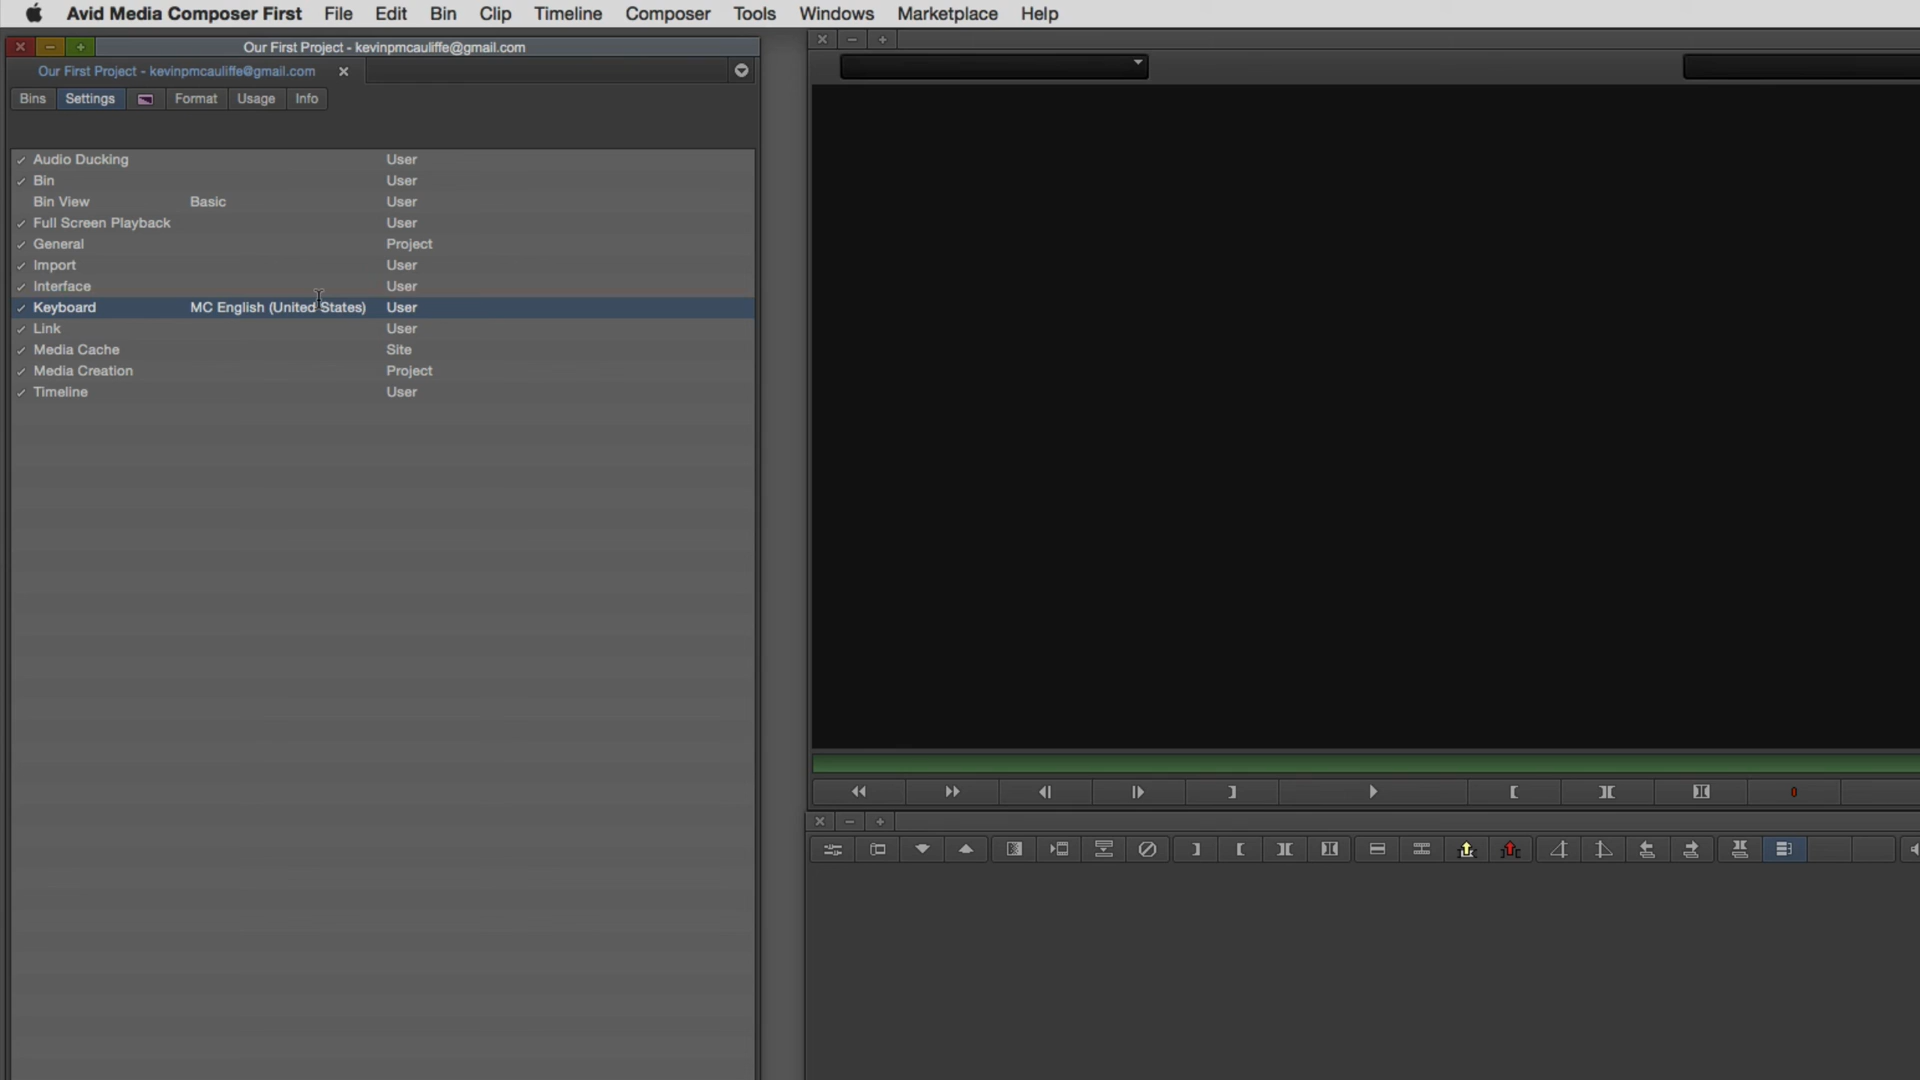 Avid Media Composer First File Edit Bin Clip Timeline Composer Tools Windows Marketplace Help
Our First Project - kevinpmcauliffe@gmail.com
Our First Project - kevinpmcauliffe@gmail.com
Bins Settings Format Usage Info
Audio Ducking User
Bin User
Bin View Basic User
Full Screen Playback User
General Project
Import User
Interface User
Keyboard MC English (United States) User
Link User
Media Cache Site
Media Creation Project
Timeline User